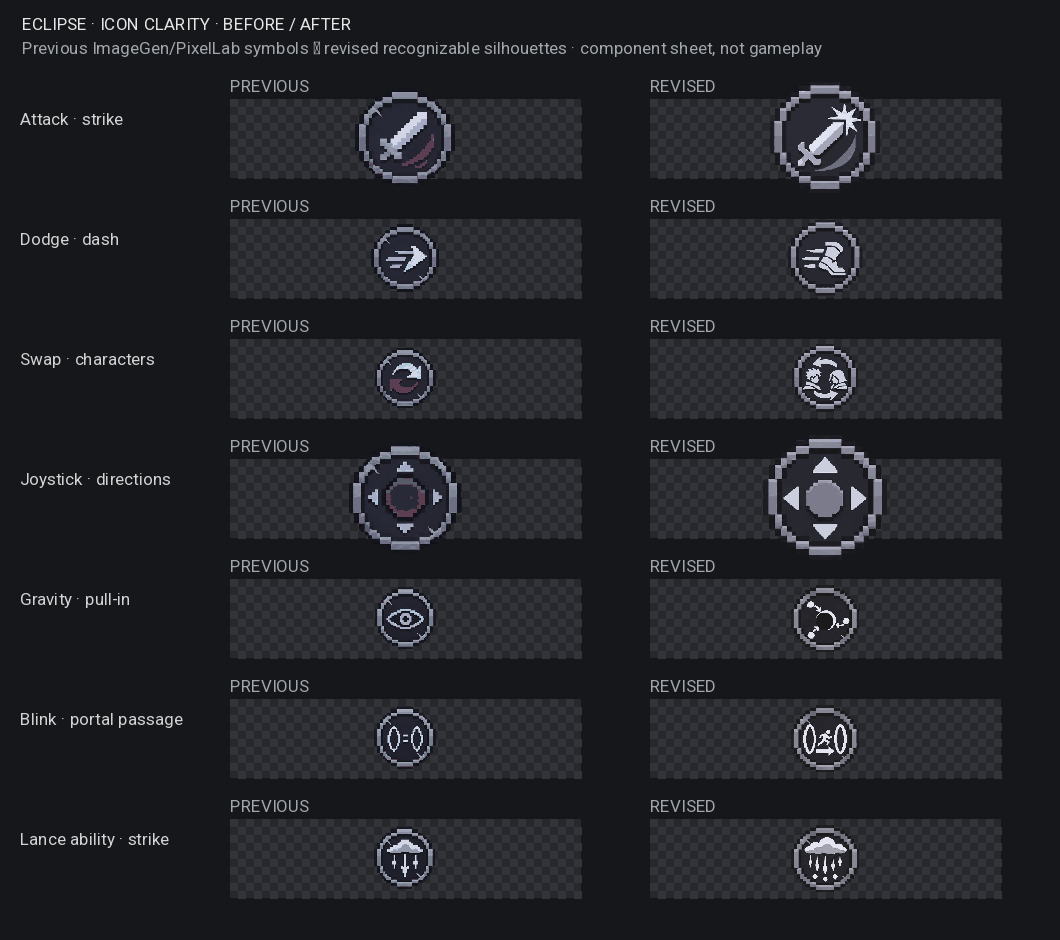 ECLIPSE · ICON CLARITY · BEFORE / AFTER
Previous ImageGen/PixelLab symbols ▯ revised recognizable silhouettes · component sheet, not gameplay
PREVIOUS REVISED
Attack · strike
PREVIOUS REVISED
Dodge · dash
PREVIOUS REVISED
Swap · characters
PREVIOUS REVISED
Joystick · directions
PREVIOUS REVISED
Gravity · pull-in
PREVIOUS REVISED
Blink · portal passage
PREVIOUS REVISED
Lance ability · strike